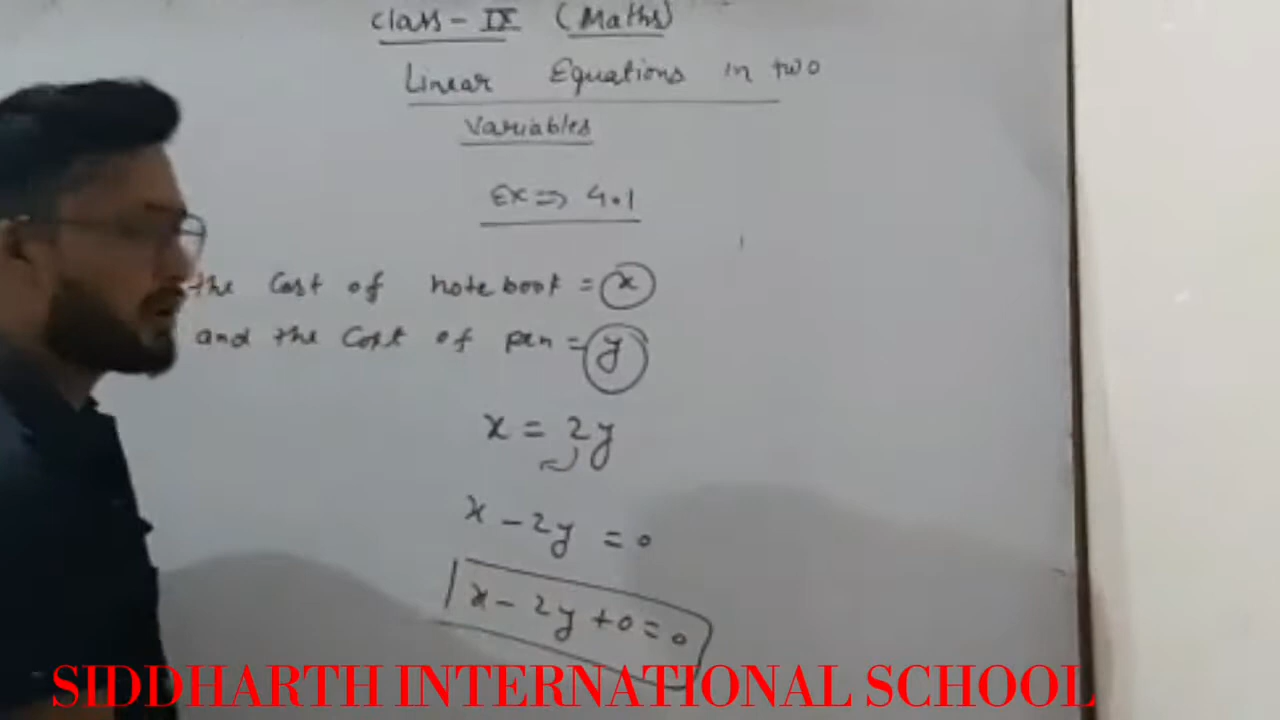 Class - IX (Maths)
Linear Equations in two
Variables
Ex => 4.1
the Cost of notebook = x
and the Cost of pen = y
x = 2y
x - 2y = 0
x - 2y + 0 = 0
SIDDHARTH INTERNATIONAL SCHOOL